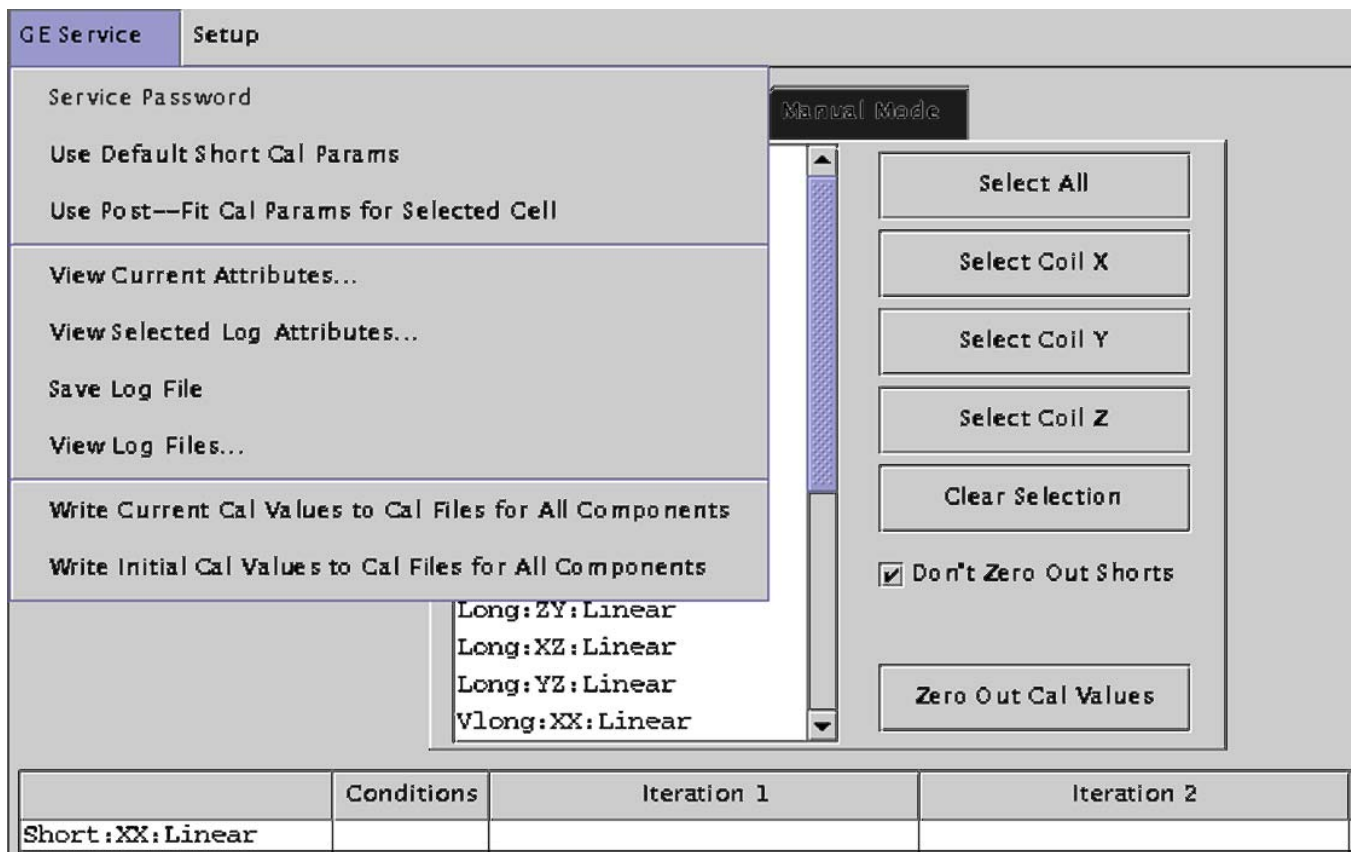 GE Service Setup
Service Password
Use Default Short Cal Params
Use Post--Fit Cal Params for Selected Cell
View Current Attributes...
View Selected Log Attributes...
Save Log File
View Log Files...
Write Current Cal Values to Cal Files for All Components
Write Initial Cal Values to Cal Files for All Components
Manual Mode
Select All
Select Coil X
Select Coil Y
Select Coil Z
Clear Selection
Don't Zero Out Shorts
Zero Out Cal Values
Long:ZY:Linear
Long:XZ:Linear
Long:YZ:Linear
Vlong:XX:Linear
Conditions Iteration 1 Iteration 2
Short:XX:Linear